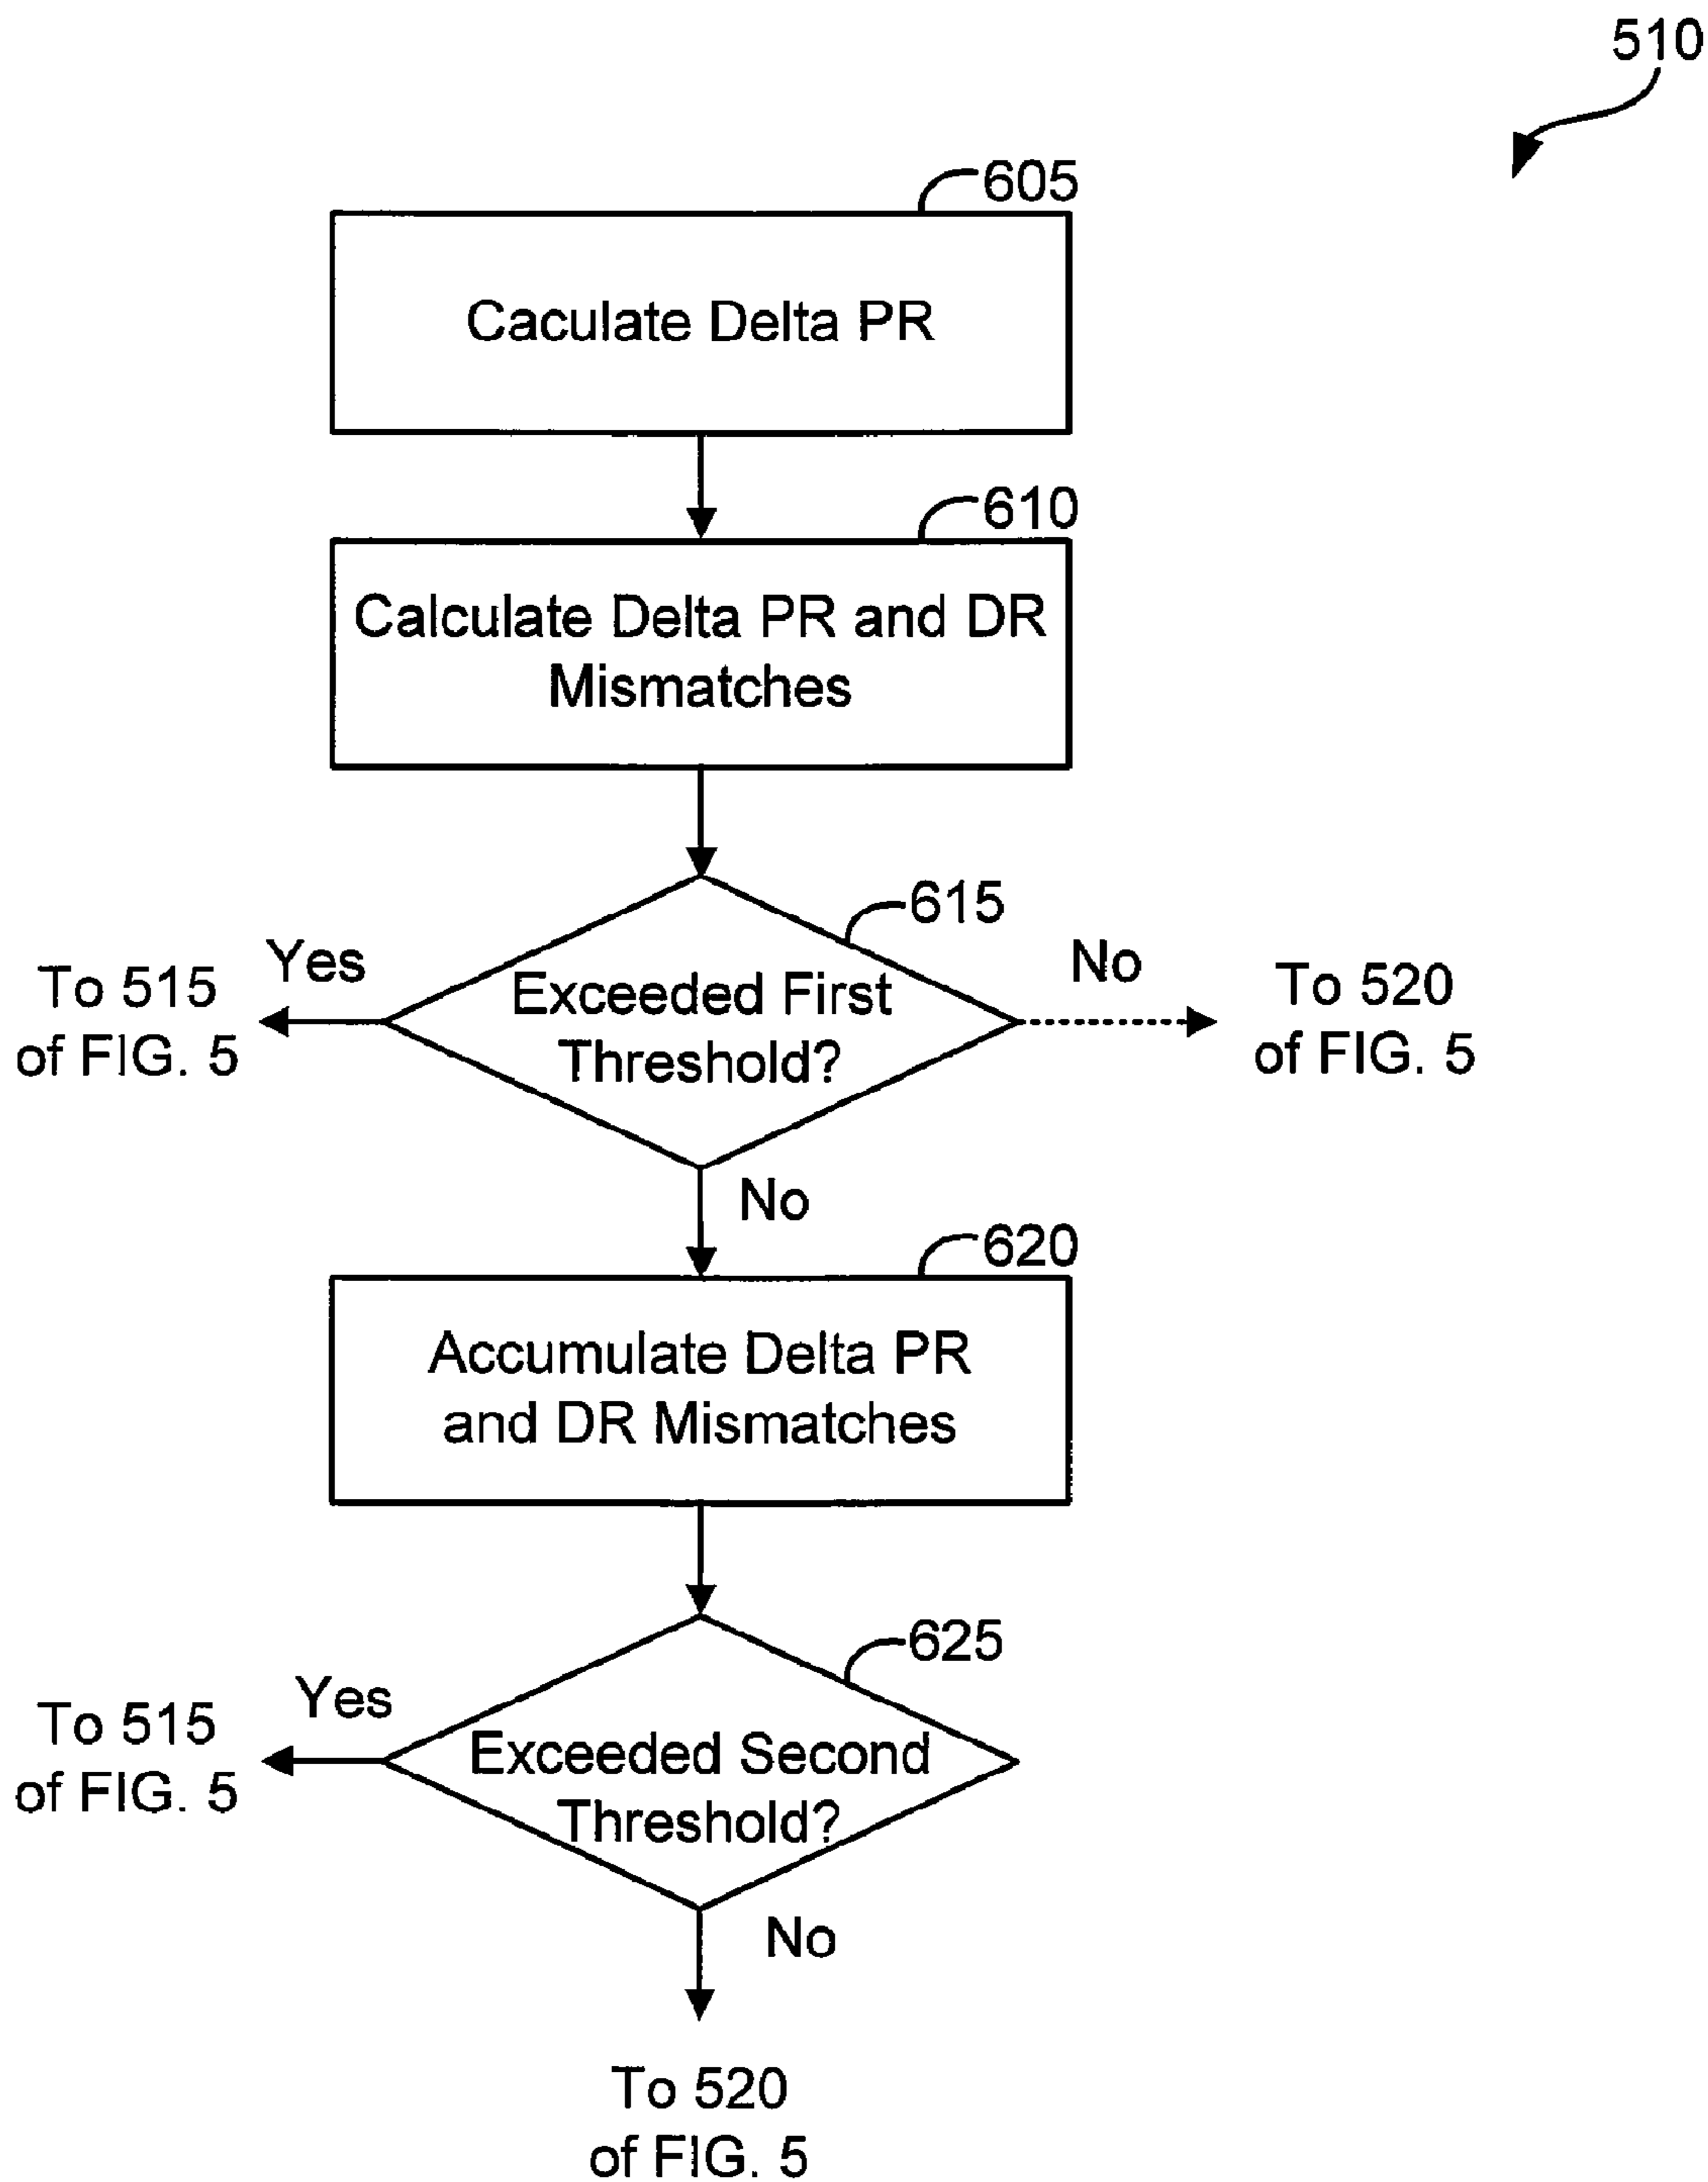 510
605
Caculate Delta PR
610
Calculate Delta PR and DR
Mismatches
615
Yes
No
To 515
of FIG. 5
Exceeded First
Threshold?
To 520
of FIG. 5
No
620
Accumulate Delta PR
and DR Mismatches
625
Yes
To 515
of FIG. 5
Exceeded Second
Threshold?
No
To 520
of FIG. 5